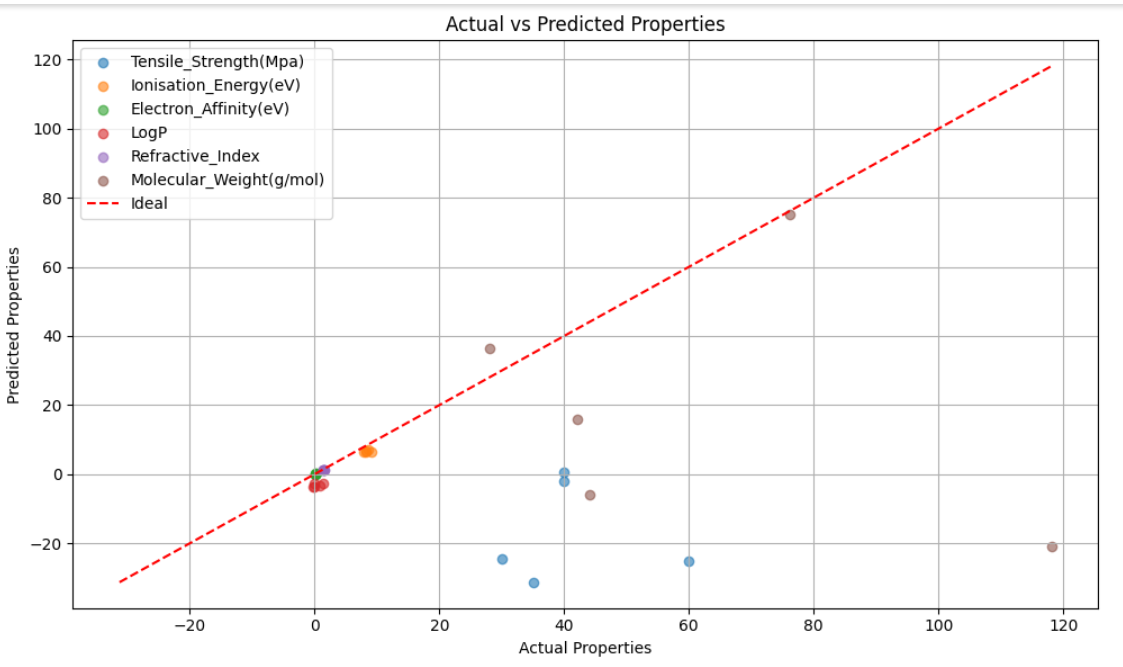 Actual vs Predicted Properties
120
100
80
60
40
20
0
−20
Predicted Properties
Tensile_Strength(Mpa)
Ionisation_Energy(eV)
Electron_Affinity(eV)
LogP
Refractive_Index
Molecular_Weight(g/mol)
Ideal
−20 0 20 40 60 80 100 120
Actual Properties